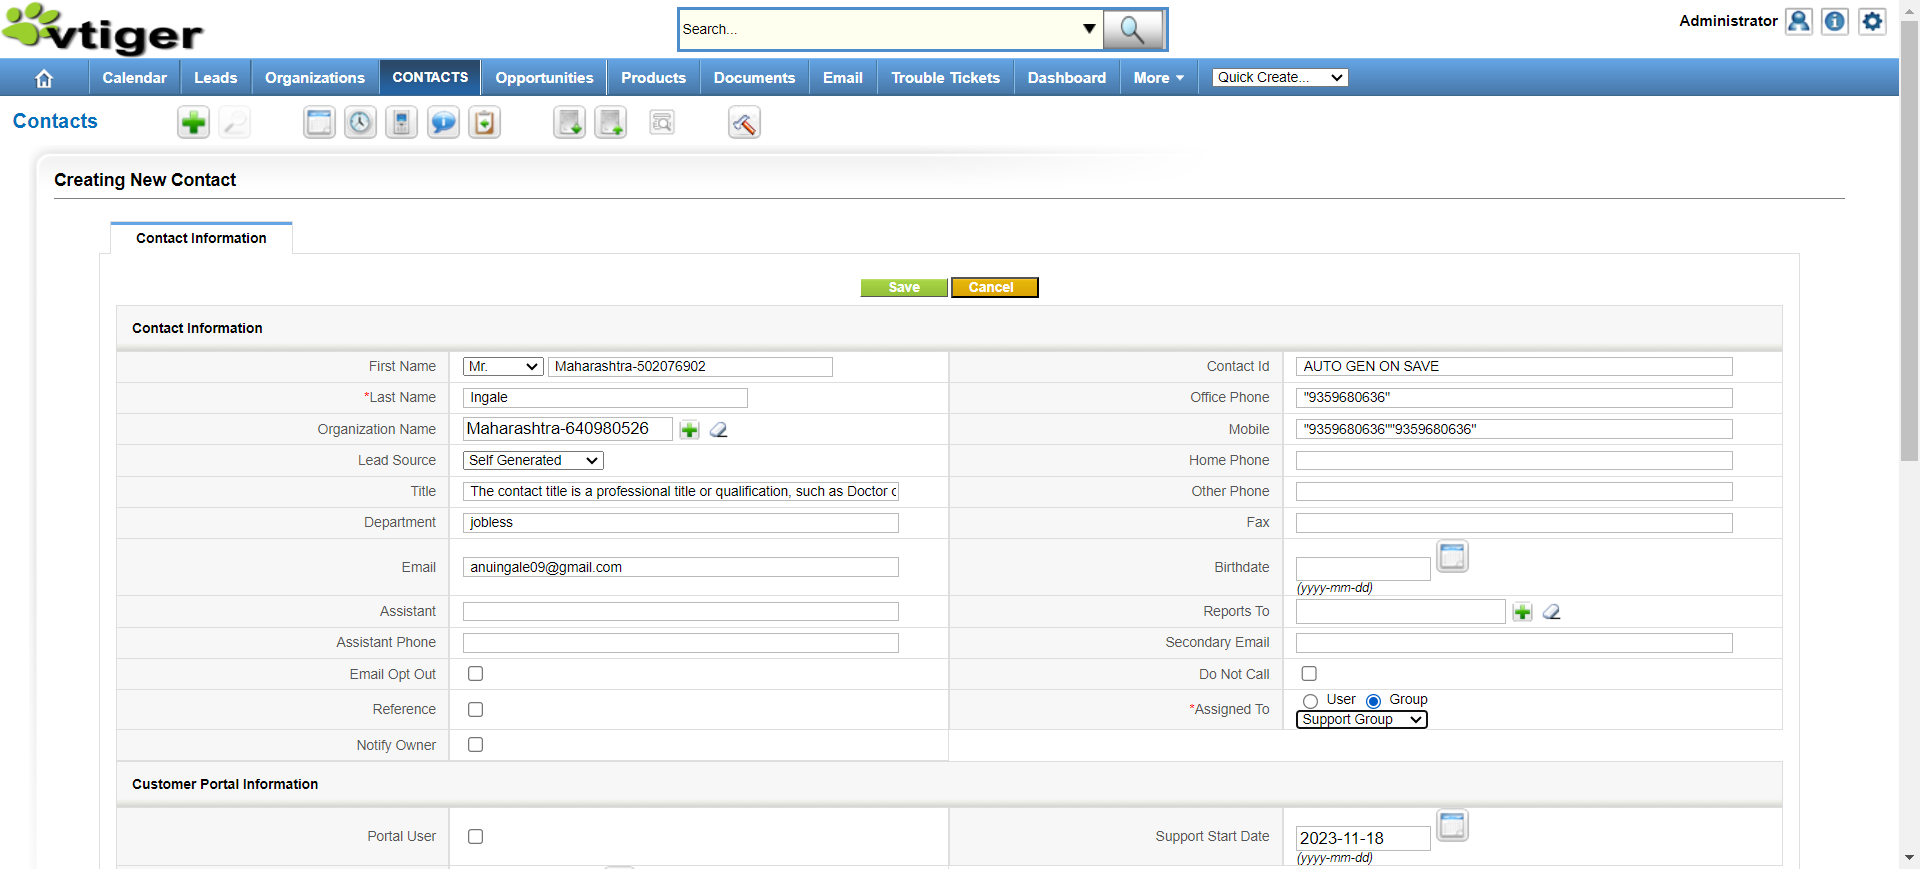 vtiger
Search...
Administrator
Calendar Leads Organizations CONTACTS Opportunities Products Documents Email Trouble Tickets Dashboard More Quick Create...
Contacts
Creating New Contact
Contact Information
Save Cancel
Contact Information
First Name Mr. Maharashtra-502076902 Contact Id AUTO GEN ON SAVE
*Last Name Ingale Office Phone "9359680636"
Organization Name Maharashtra-640980526 Mobile "9359680636""9359680636"
Lead Source Self Generated Home Phone
Title The contact title is a professional title or qualification, such as Doctor Other Phone
Department jobless Fax
Email anuingale09@gmail.com Birthdate
(yyyy-mm-dd)
Assistant Reports To
Assistant Phone Secondary Email
Email Opt Out Do Not Call
Reference *Assigned To User Group
Support Group
Notify Owner
Customer Portal Information
Portal User Support Start Date 2023-11-18
(yyyy-mm-dd)